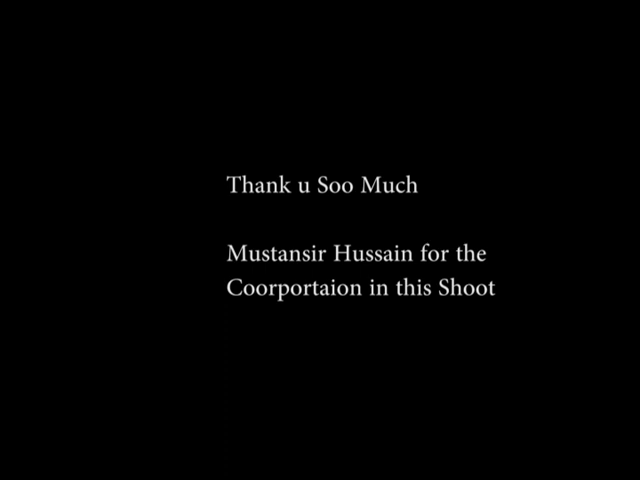 Thank u Soo Much
Mustansir Hussain for the
Coorportaion in this Shoot